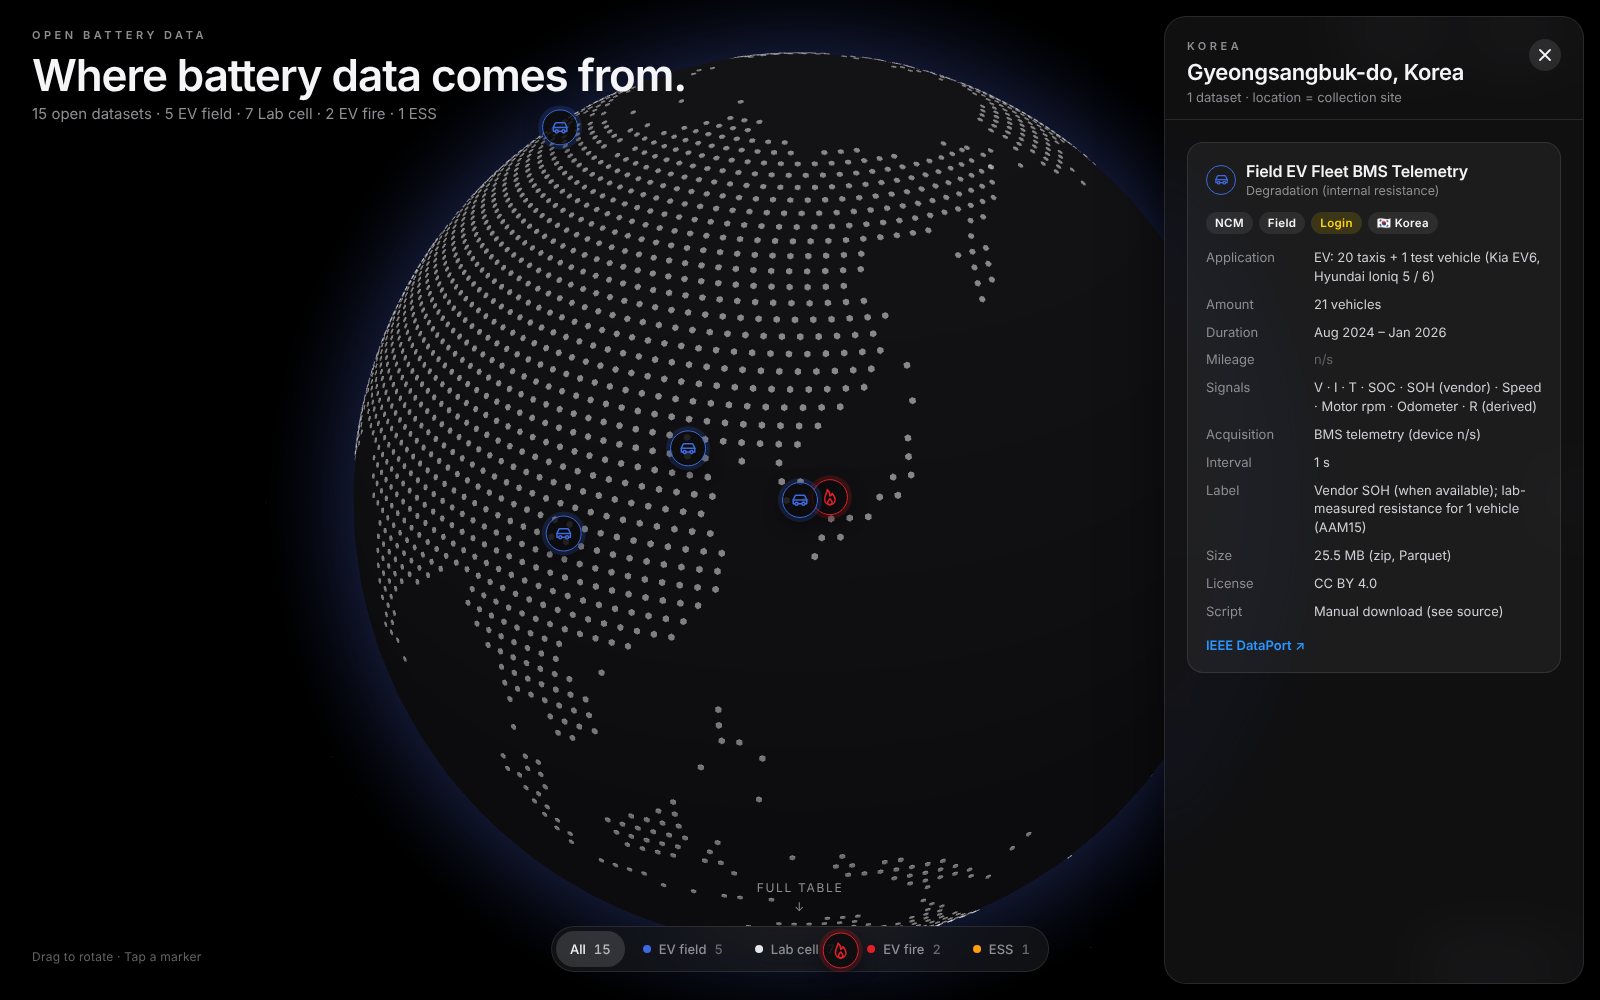 OPEN BATTERY DATA
Where battery data comes from.
15 open datasets · 5 EV field · 7 Lab cell · 2 EV fire · 1 ESS
KOREA
Gyeongsangbuk-do, Korea
1 dataset · location = collection site
Field EV Fleet BMS Telemetry
Degradation (internal resistance)
NCM Field Login 🇰🇷 Korea
Application EV: 20 taxis + 1 test vehicle (Kia EV6,
Hyundai Ioniq 5 / 6)
Amount 21 vehicles
Duration Aug 2024 – Jan 2026
Mileage n/s
Signals V · I · T · SOC · SOH (vendor) · Speed
· Motor rpm · Odometer · R (derived)
Acquisition BMS telemetry (device n/s)
Interval 1 s
Label Vendor SOH (when available); lab-
measured resistance for 1 vehicle
(AAM15)
Size 25.5 MB (zip, Parquet)
License CC BY 4.0
Script Manual download (see source)
IEEE DataPort ↗
FULL TABLE
↓
All 15 EV field 5 Lab cell EV fire 2 ESS 1
Drag to rotate · Tap a marker